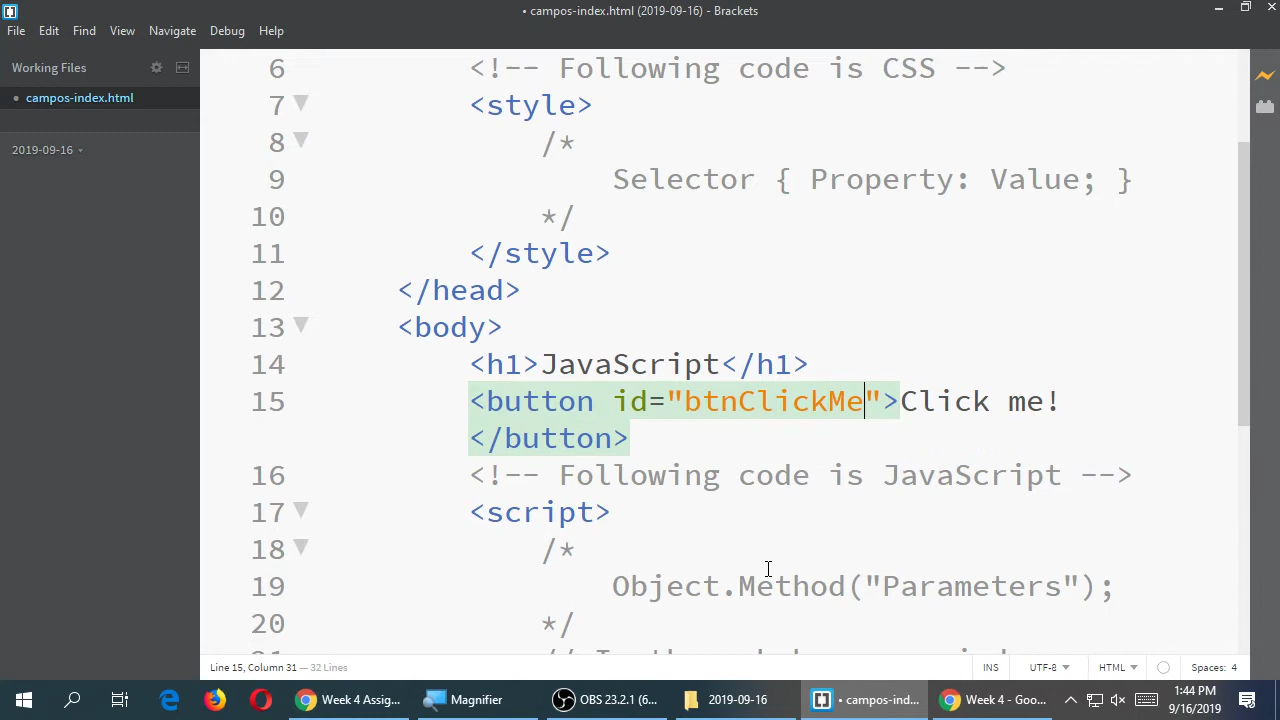 • campos-index.html (2019-09-16) - Brackets
File Edit Find View Navigate Debug Help
Working Files
• campos-index.html
2019-09-16
6 <!-- Following code is CSS -->
7 <style>
8 /*
9 Selector { Property: Value; }
10 */
11 </style>
12 </head>
13 <body>
14 <h1>JavaScript</h1>
15 <button id="btnClickMe">Click me!
</button>
16 <!-- Following code is JavaScript -->
17 <script>
18 /*
19 Object.Method("Parameters");
20 */
Line 15, Column 31 — 32 Lines
INS UTF-8 HTML Spaces: 4
Week 4 Assig...
Magnifier
OBS 23.2.1 (6...
2019-09-16
• campos-ind...
Week 4 - Goo...
1:44 PM
9/16/2019